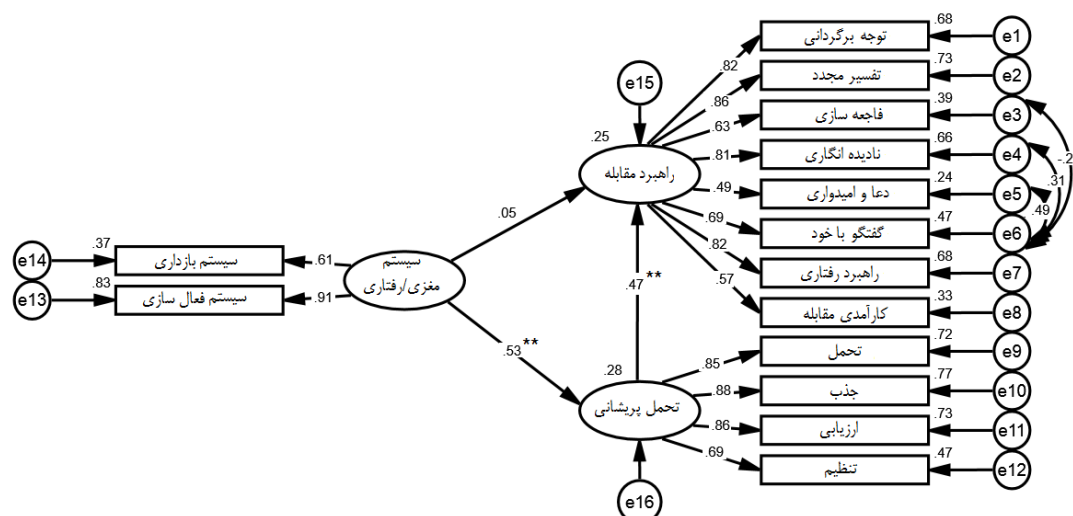 .68
توجه برگردانی
e1
.82
.73
تفسیر مجدد
e2
.86
e15
.39
فاجعه سازی
e3
.63
.25
.66
نادیده انگاری
e4
-.2
.81
راهبرد مقابله
.24
دعا و امیدواری
e5
.31
.49
.05
.47
گفتگو با خود
e6
.49
.69
.37
.68
سیستم بازداری
e14
.61
سیستم
مغزی/رفتاری
راهبرد رفتاری
e7
.82
.83
سیستم فعال سازی
e13
.91
.47**
.33
کارآمدی مقابله
e8
.57
.53**
.72
تحمل
e9
.85
.28
.77
جذب
e10
.88
تحمل پریشانی
.73
ارزیابی
e11
.86
.47
تنظیم
e12
.69
e16